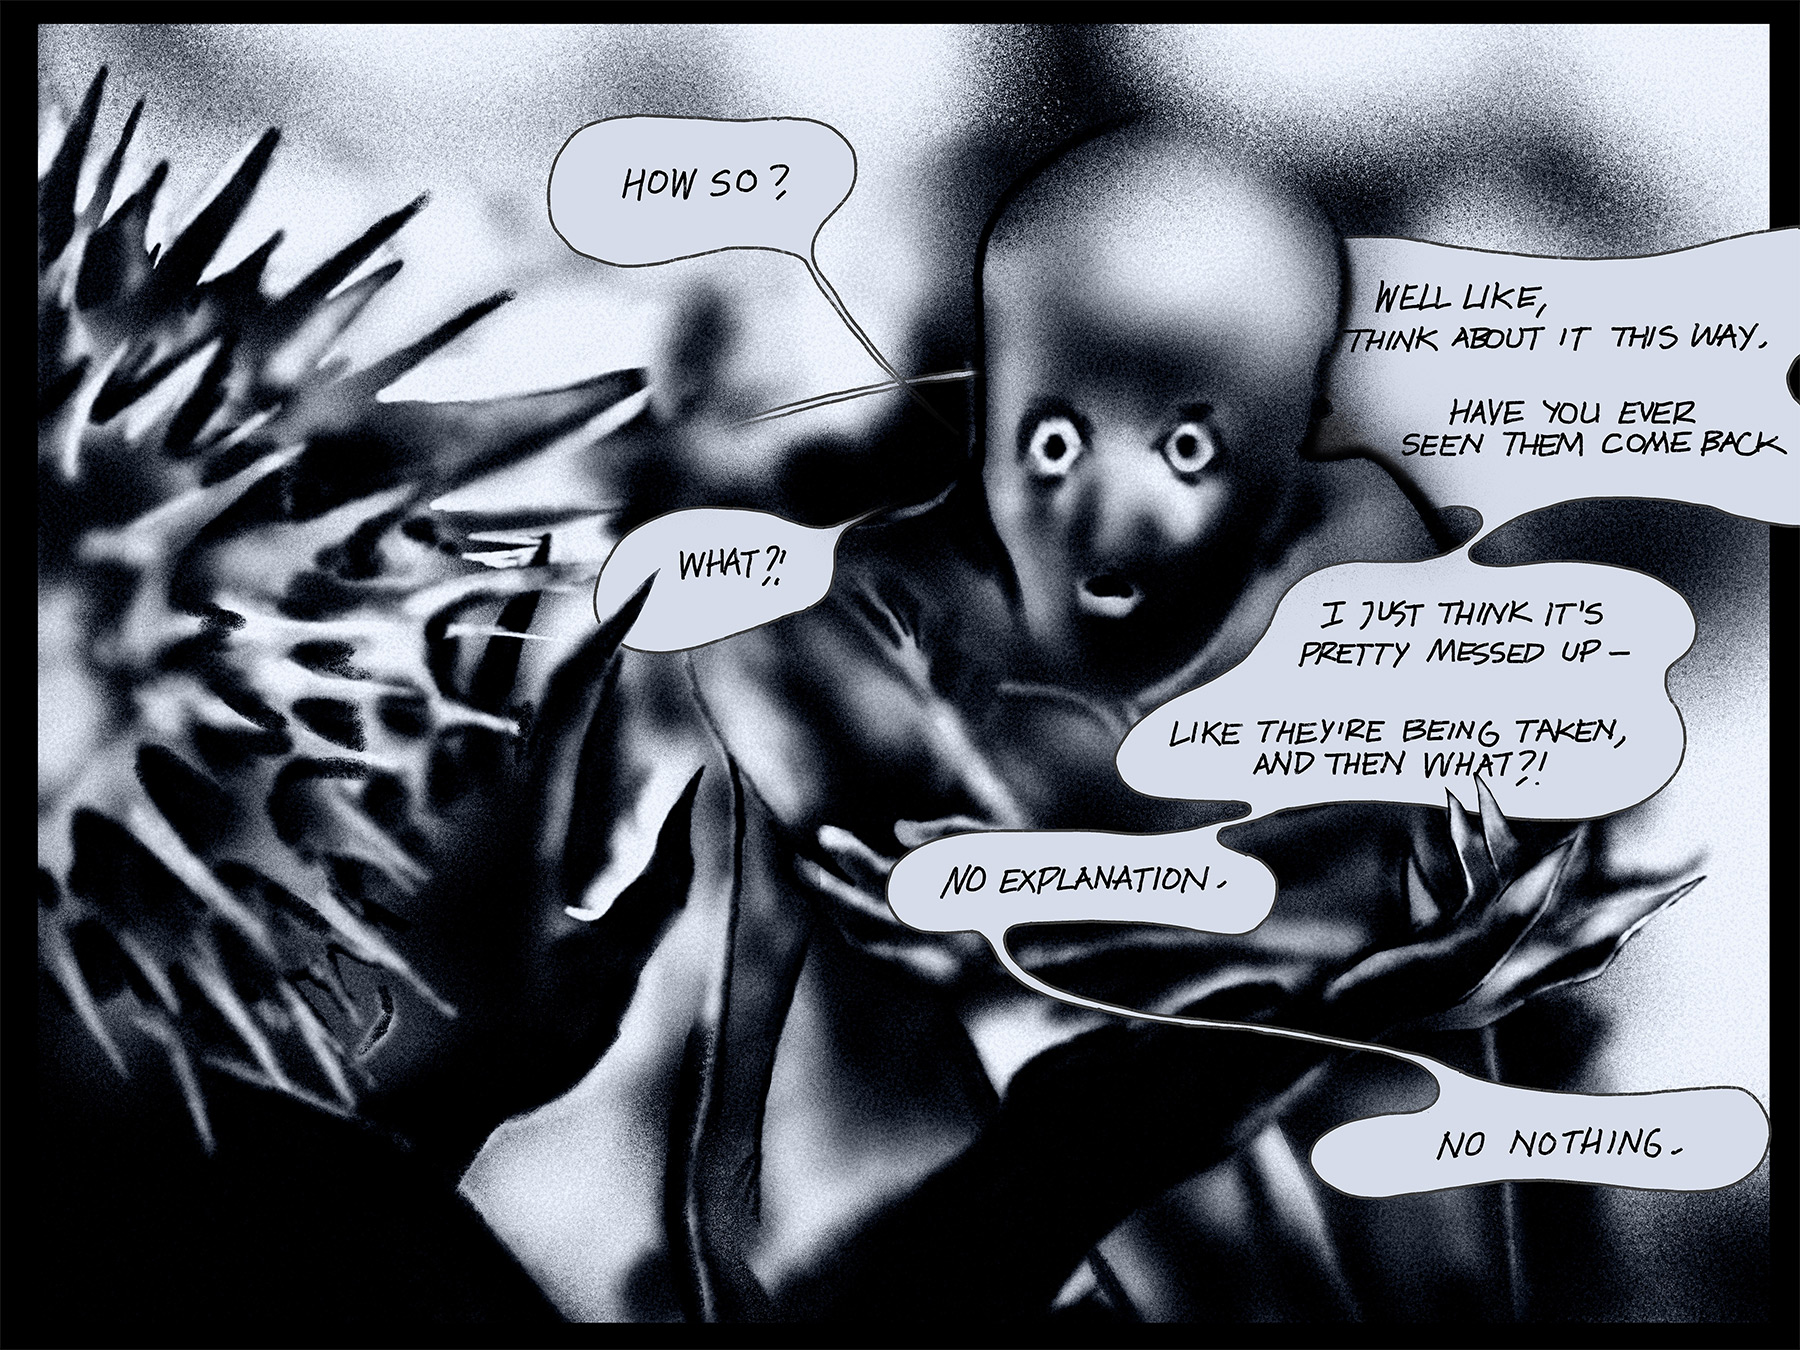 HOW SO?
WELL LIKE,
THINK ABOUT IT THIS WAY.
HAVE YOU EVER
SEEN THEM COME BACK
WHAT?!
I JUST THINK IT'S
PRETTY MESSED UP–
LIKE THEY'RE BEING TAKEN,
AND THEN WHAT?!
NO EXPLANATION.
NO NOTHING.